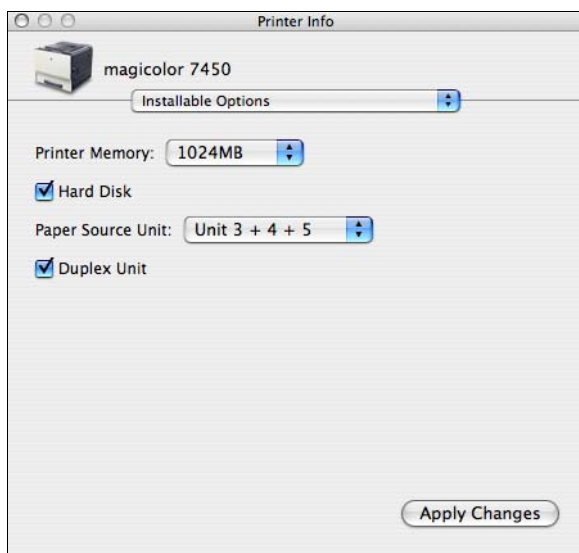 Printer Info
magicolor 7450
Installable Options
Printer Memory: 1024MB
Hard Disk
Paper Source Unit: Unit 3 + 4 + 5
Duplex Unit
Apply Changes